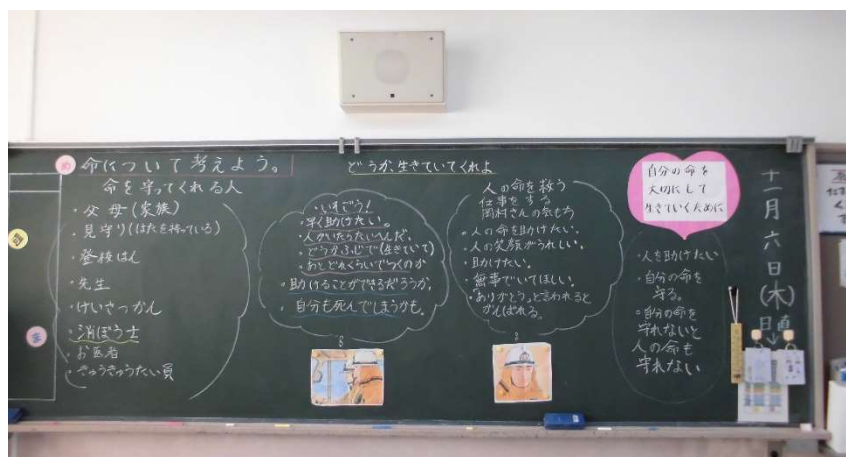 め
命について考えよう。
命を守ってくれる人
・父母(家族)
・見守り(はたを持っている)
・登校はん
・先生
・けいさつかん
・消ぼう士
・お医者
・きゅうきゅうたい員
ま
どうか、生きていてくれよ
・いそごう!
・早く助けたい。
・人がいたらたいへんだ。
・どうかぶじで(生きていて)
・あとどれくらいでつくのか
・助けることができるだろうか。
・自分も死んでしまうかも。
人の命を救う
仕事をする
岡村さんの気もち
・人の命を助けたい。
・人の笑顔がうれしい。
・助けたい。
・無事でいてほしい。
・「ありがとう」と言われると
がんばれる。
自分の命を
大切にして
生きていくために
・人を助けたい
・自分の命を
守る。
・自分の命を
守れないと
人の命も
守れない
十一月六日(木)
日直